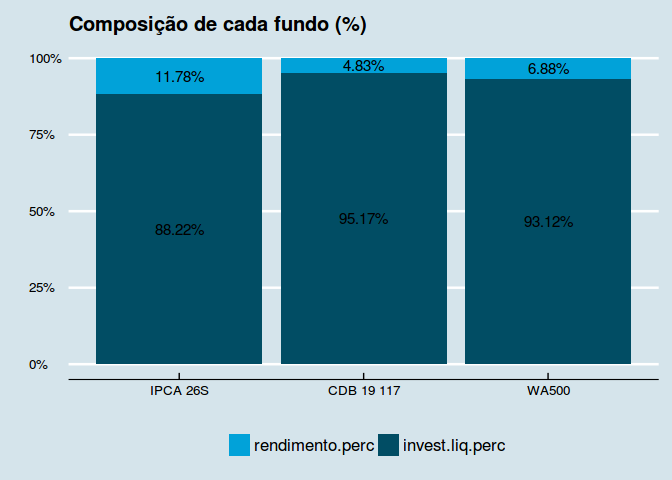 Composição de cada fundo (%)
100%
11.78%
4.83%
6.88%
75%
50%
88.22%
95.17%
93.12%
25%
0%
IPCA 26S
CDB 19 117
WA500
rendimento.perc
invest.liq.perc